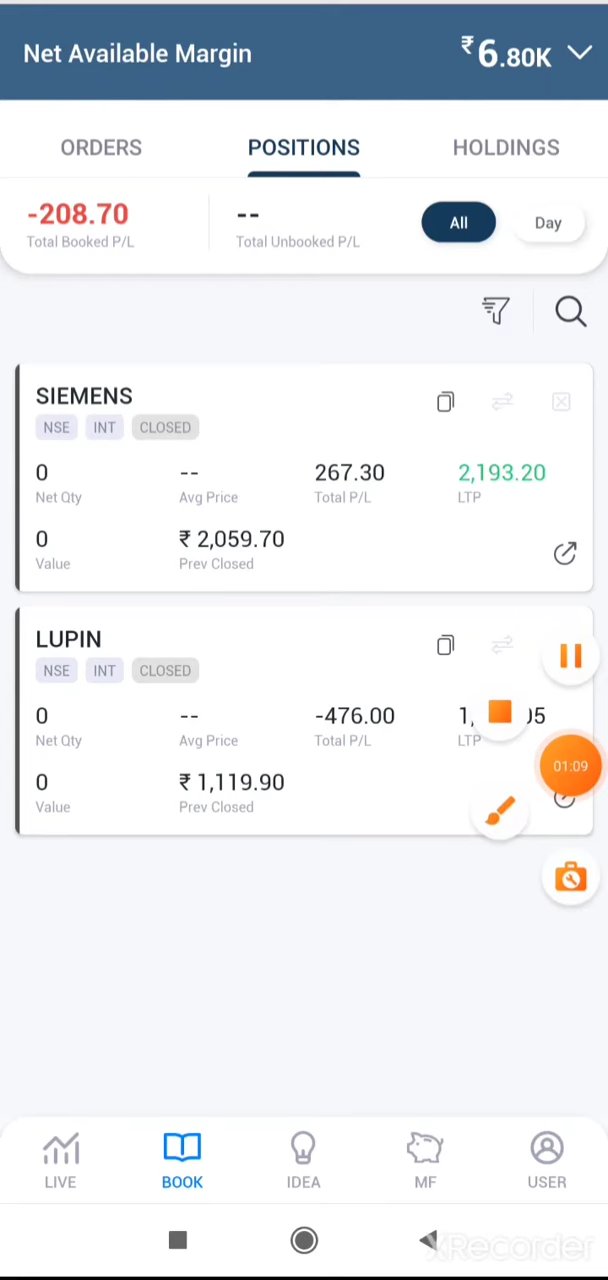 Net Available Margin ₹6.80K
ORDERS POSITIONS HOLDINGS
-208.70 -- All Day
Total Booked P/L Total Unbooked P/L
SIEMENS
NSE INT CLOSED
0 -- 267.30 2,193.20
Net Qty Avg Price Total P/L LTP
0 ₹ 2,059.70
Value Prev Closed
LUPIN
NSE INT CLOSED
0 -- -476.00
Net Qty Avg Price Total P/L LTP
01:09
0 ₹ 1,119.90
Value Prev Closed
LIVE BOOK IDEA MF USER
XRecorder